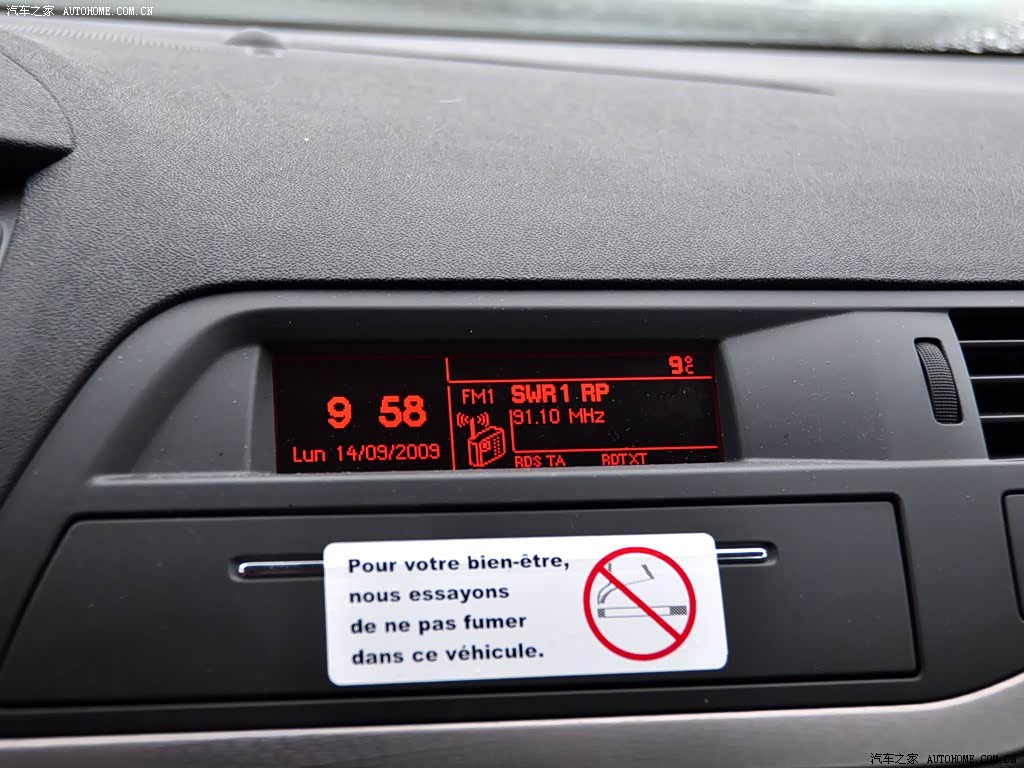 汽车之家 AUTOHOME.COM.CN
9°C
9 58
FM1 SWR1 RP
91.10 MHz
Lun 14/09/2009
RDS TA RDTXT
Pour votre bien-être,
nous essayons
de ne pas fumer
dans ce véhicule.
汽车之家 AUTOHOME.COM.CN